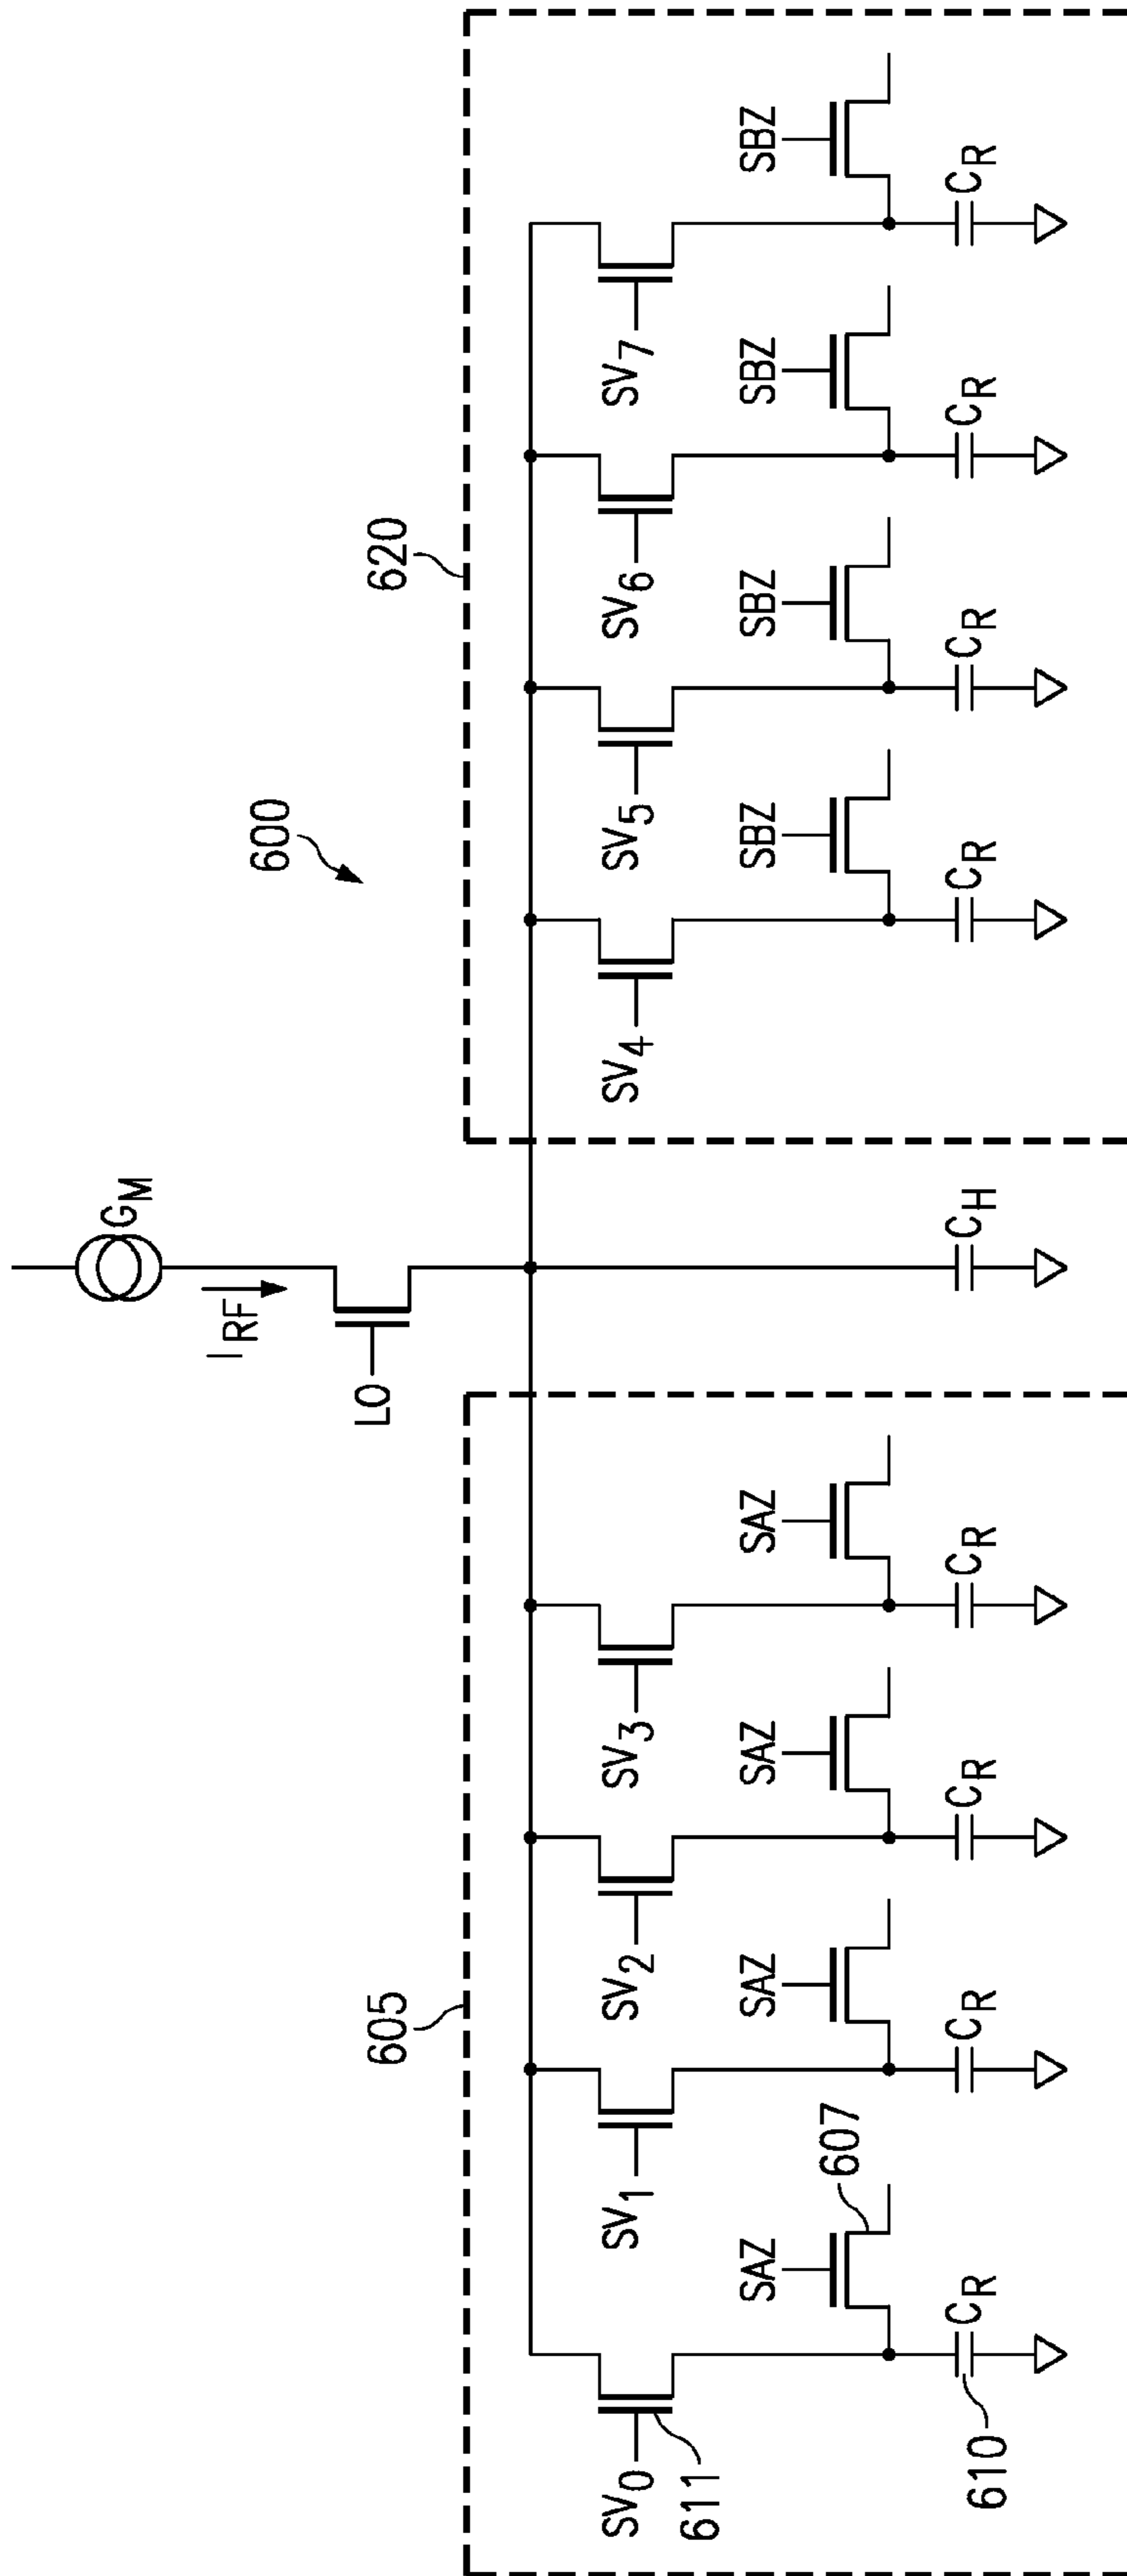 600
G_M
I_RF
LO
605
620
SV_0
SV_1
SV_2
SV_3
SV_4
SV_5
SV_6
SV_7
611
SAZ
SAZ
SAZ
SAZ
SBZ
SBZ
SBZ
SBZ
607
C_R
C_R
C_R
C_R
C_H
C_R
C_R
C_R
C_R
610